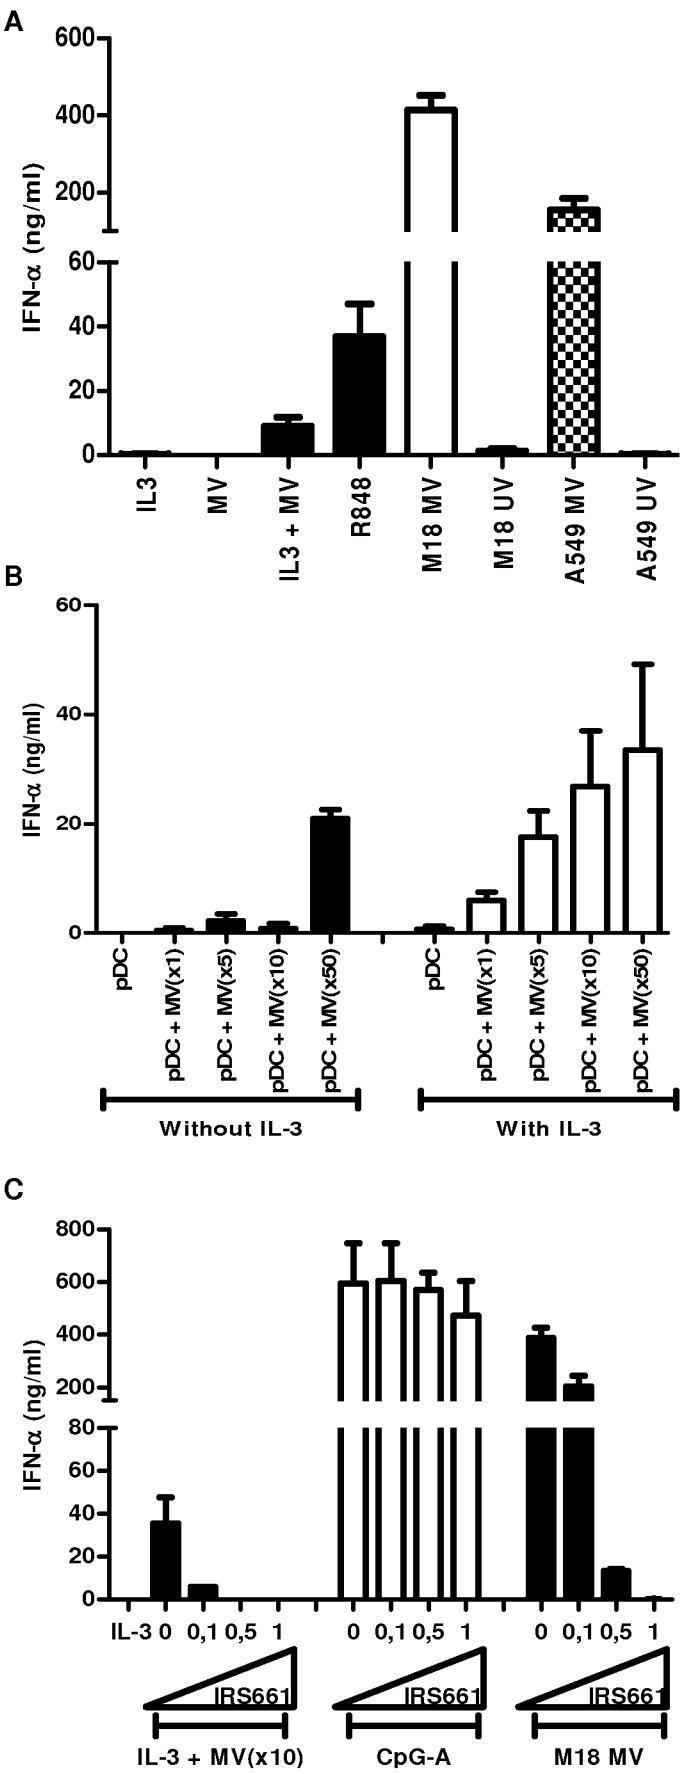 A
600
400
200
60
40
20
0
IFN-α (ng/ml)
IL3
MV
IL3 + MV
R848
M18 MV
M18 UV
A549 MV
A549 UV
B
60
40
20
0
IFN-α (ng/ml)
pDC
pDC + MV(x1)
pDC + MV(x5)
pDC + MV(x10)
pDC + MV(x50)
pDC
pDC + MV(x1)
pDC + MV(x5)
pDC + MV(x10)
pDC + MV(x50)
Without IL-3
With IL-3
C
800
600
400
200
80
60
40
20
0
IFN-α (ng/ml)
IL-3 0 0,1 0,5 1 0 0,1 0,5 1 0 0,1 0,5 1
IRS661 IRS661 IRS661
IL-3 + MV(x10) CpG-A M18 MV